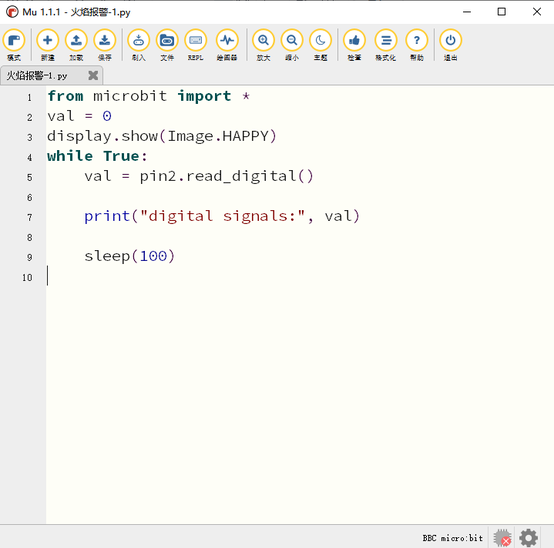 Mu 1.1.1 - 火焰报警-1.py
模式 新建 加载 保存 刷入 文件 REPL 绘图器 放大 缩小 主题 检查 格式化 帮助 退出
火焰报警-1.py
1 from microbit import *
2 val = 0
3 display.show(Image.HAPPY)
4 while True:
5 val = pin2.read_digital()
6
7 print("digital signals:", val)
8
9 sleep(100)
10
BBC micro:bit